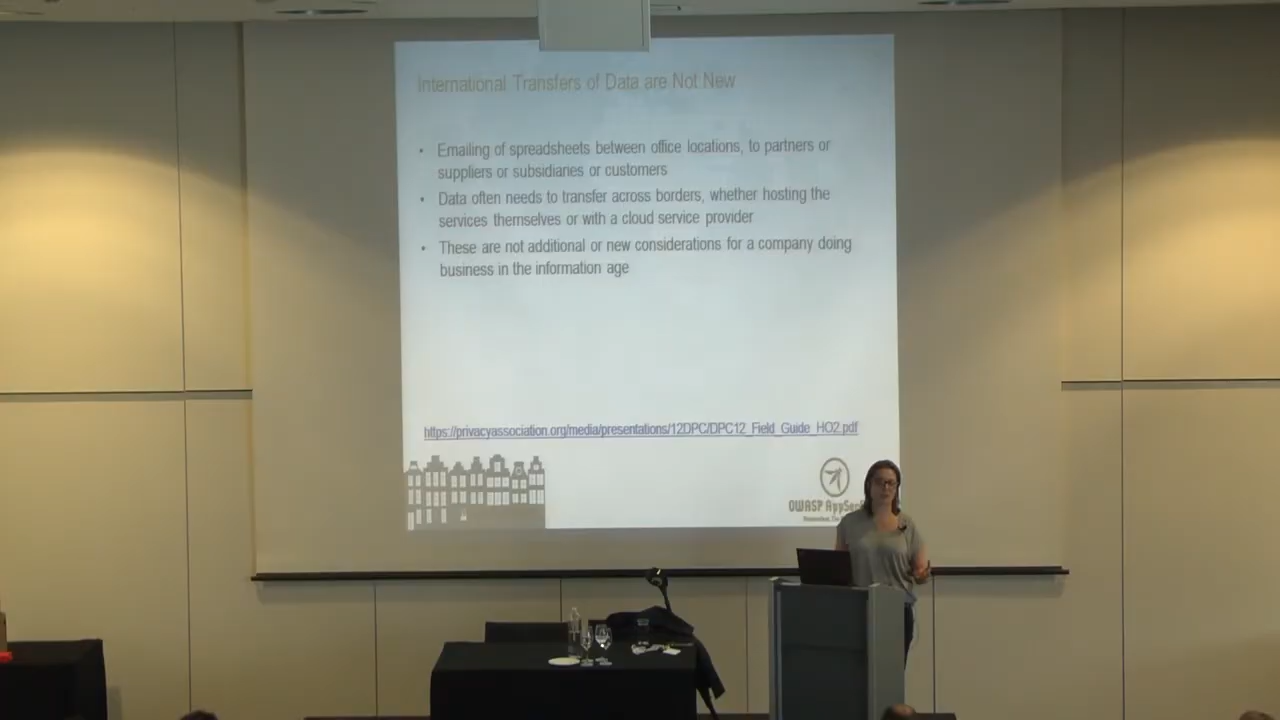 International Transfers of Data are Not New
• Emailing of spreadsheets between office locations, to partners or
suppliers or subsidiaries or customers
• Data often needs to transfer across borders, whether hosting the
services themselves or with a cloud service provider
• These are not additional or new considerations for a company doing
business in the information age
https://privacyassociation.org/media/presentations/12DPC/DPC12_Field_Guide_HO2.pdf
OWASP AppSec